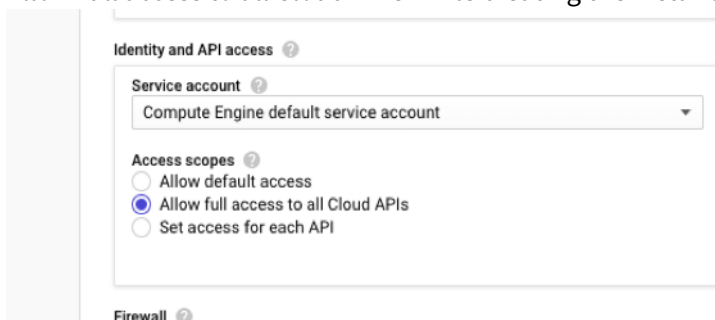 Identity and API access
Service account
Compute Engine default service account
Access scopes
Allow default access
Allow full access to all Cloud APIs
Set access for each API
Firewall